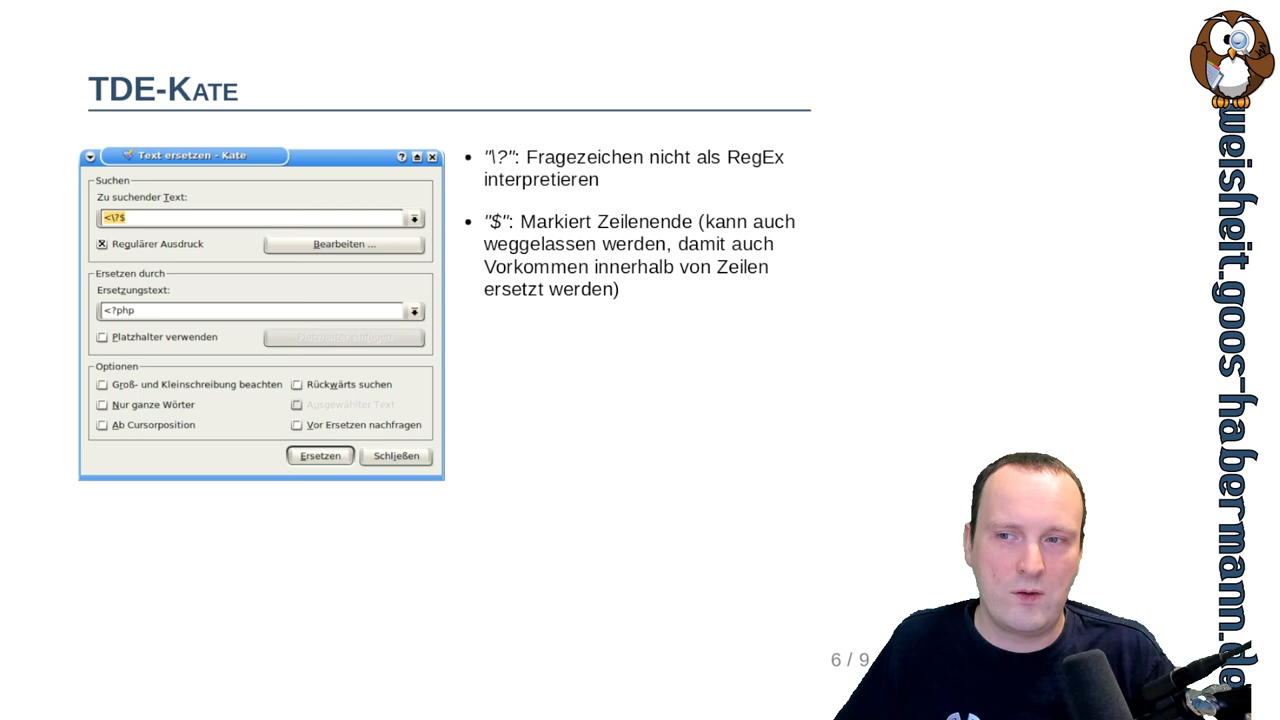 TDE-KATE
Text ersetzen - Kate
Suchen
Zu suchender Text:
<\?$
Regulärer Ausdruck
Bearbeiten ...
Ersetzen durch
Ersetzungstext:
<?php
Platzhalter verwenden
Platzhalter einfügen
Optionen
Groß- und Kleinschreibung beachten
Rückwärts suchen
Nur ganze Wörter
Ausgewählter Text
Ab Cursorposition
Vor Ersetzen nachfragen
Ersetzen
Schließen
• "\?": Fragezeichen nicht als RegEx
interpretieren
• "$": Markiert Zeilenende (kann auch
weggelassen werden, damit auch
Vorkommen innerhalb von Zeilen
ersetzt werden)
6 / 9
weisheit.goos-habermann.de